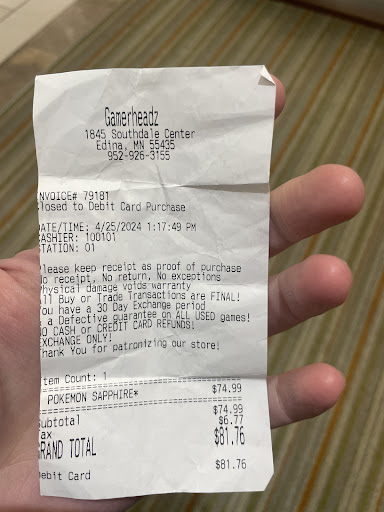 Gamerheadz
1845 Southdale Center
Edina, MN 55435
952-926-3155
NVOICE# 79181
losed to Debit Card Purchase
ATE/TIME: 4/25/2024 1:17:49 PM
ASHIER: 100101
TATION: 01
lease keep receipt as proof of purchase
o receipt, No return, No exceptions
hysical damage voids warranty
ll Buy or Trade Transactions are FINAL!
ou have a 30 Day Exchange period
a Defective guarantee on ALL USED games!
O CASH or CREDIT CARD REFUNDS!
EXCHANGE ONLY!
hank You for patronizing our store!
tem Count: 1
POKEMON SAPPHIRE* $74.99
ubtotal $74.99
ax $6.77
GRAND TOTAL $81.76
ebit Card $81.76